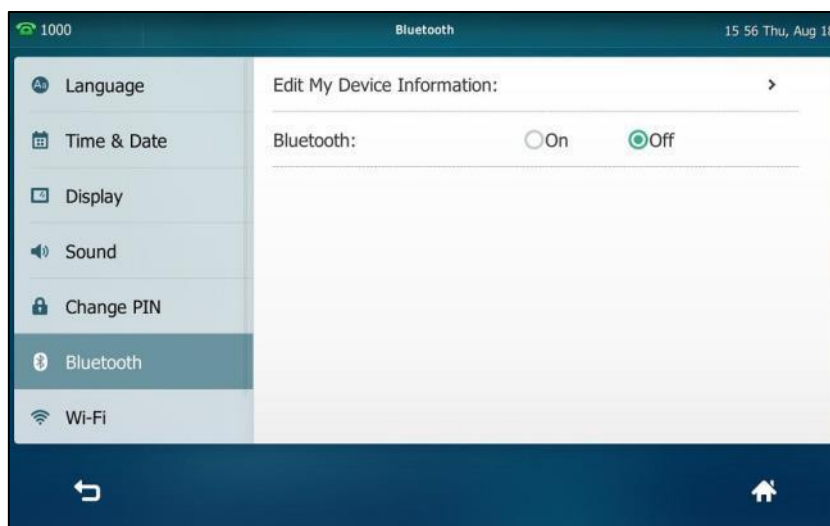 1000 Bluetooth 15 56 Thu, Aug 18
Language
Edit My Device Information:
Time & Date
Bluetooth: On Off
Display
Sound
Change PIN
Bluetooth
Wi-Fi